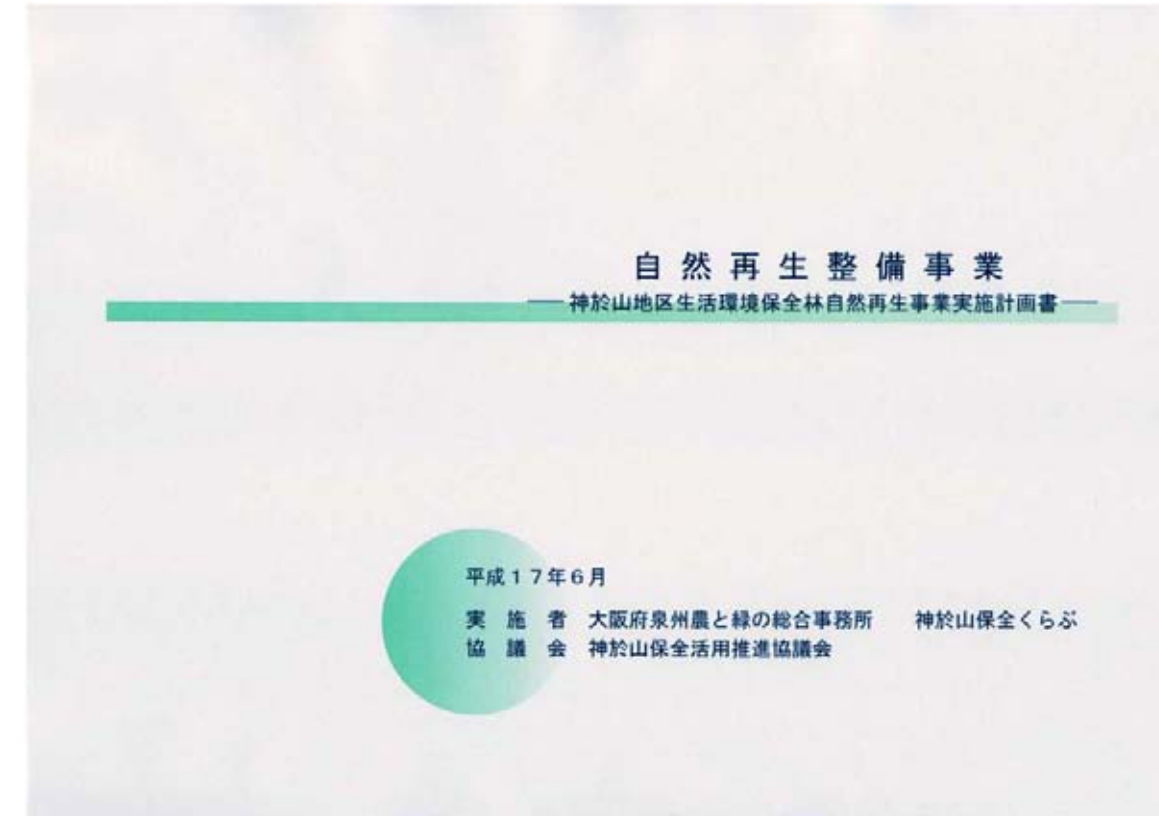 自然再生整備事業
―神於山地区生活環境保全林自然再生事業実施計画書―
平成１７年６月
実施者 大阪府泉州農と緑の総合事務所 神於山保全くらぶ
協議会 神於山保全活用推進協議会